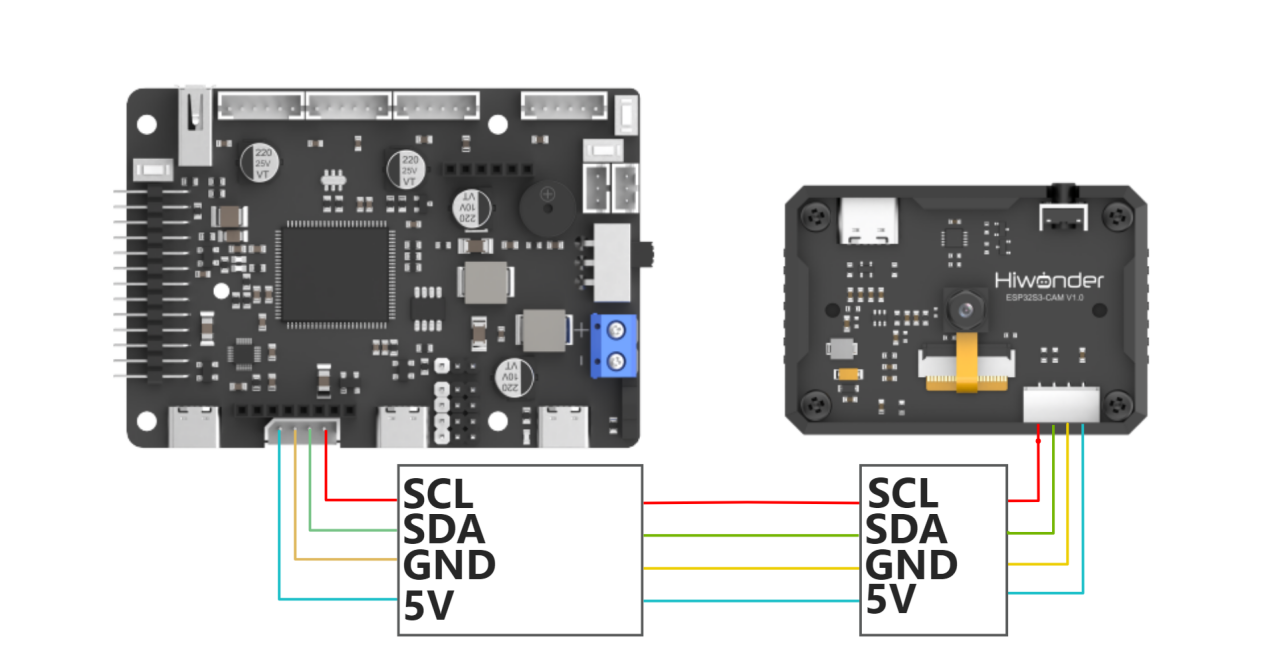 220
25V
VT
220
25V
VT
220
10V
VT
220
10V
VT
+
-
Hiwonder
ESP32S3-CAM V1.0
SCL
SDA
GND
5V
SCL
SDA
GND
5V